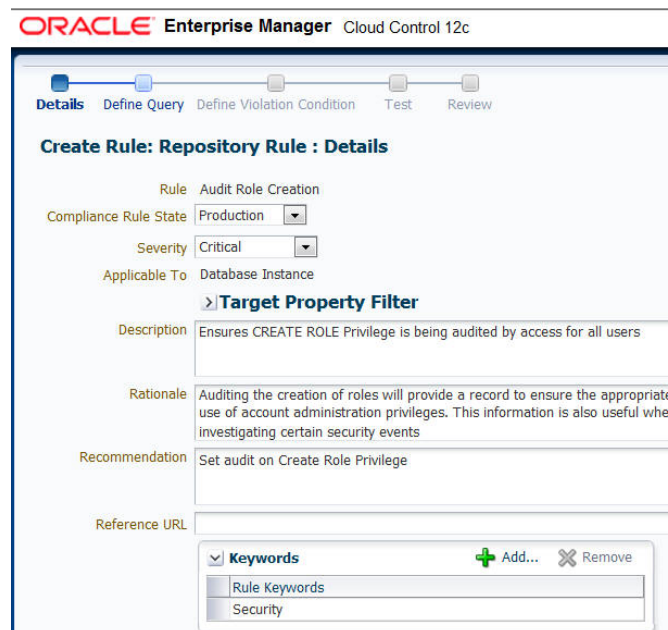 ORACLE Enterprise Manager Cloud Control 12c
Details Define Query Define Violation Condition Test Review
Create Rule: Repository Rule : Details
Rule Audit Role Creation
Compliance Rule State Production
Severity Critical
Applicable To Database Instance
Target Property Filter
Description Ensures CREATE ROLE Privilege is being audited by access for all users
Rationale Auditing the creation of roles will provide a record to ensure the appropriate
use of account administration privileges. This information is also useful whe
investigating certain security events
Recommendation Set audit on Create Role Privilege
Reference URL
Keywords Add... Remove
Rule Keywords
Security